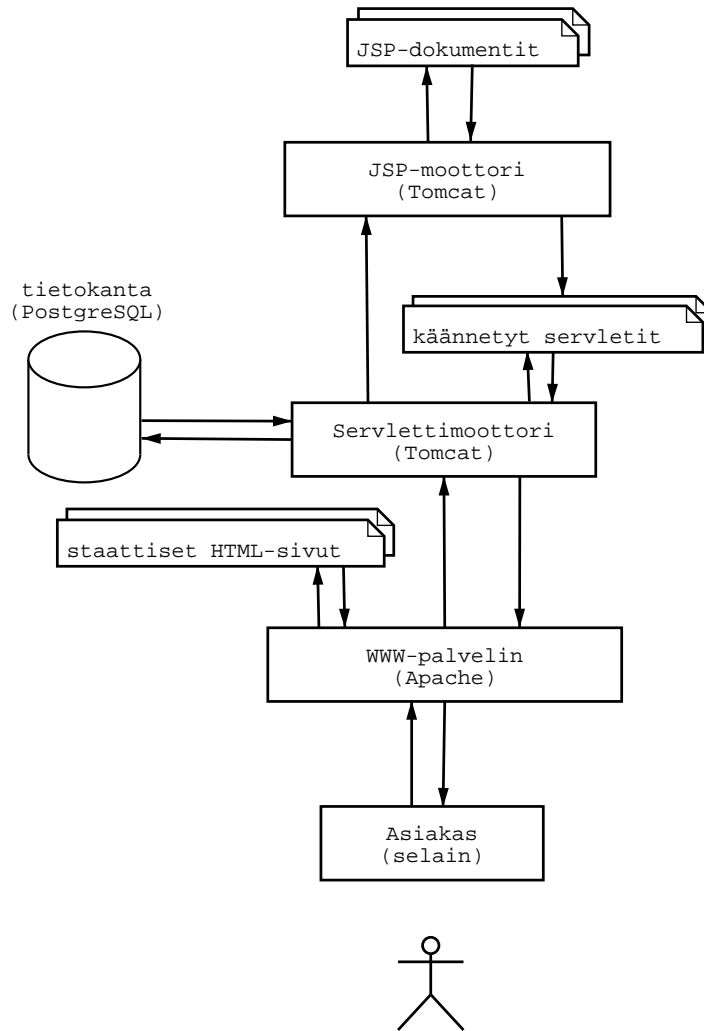 JSP-dokumentit
JSP-moottori
(Tomcat)
tietokanta
(PostgreSQL)
käännetyt servletit
Servlettimoottori
(Tomcat)
staattiset HTML-sivut
WWW-palvelin
(Apache)
Asiakas
(selain)